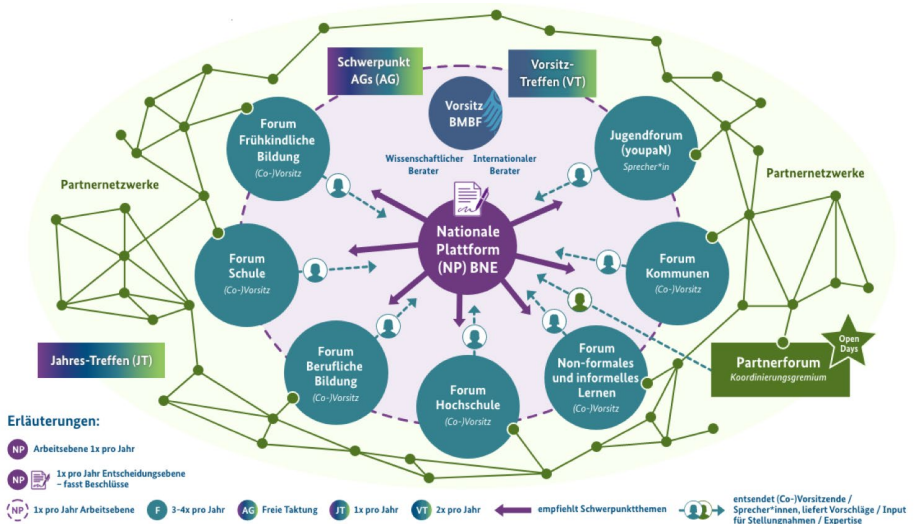 Schwerpunkt
AGs (AG)
Vorsitz-
Treffen (VT)
Vorsitz
BMBF
Wissenschaftlicher
Berater
Internationaler
Berater
Forum
Frühkindliche
Bildung
(Co-)Vorsitz
Jugendforum
(youpaN)
Sprecher*in
Partnernetzwerke
Partnernetzwerke
Nationale
Plattform
(NP) BNE
Forum
Schule
(Co-)Vorsitz
Forum
Kommunen
(Co-)Vorsitz
Jahres-Treffen (JT)
Forum
Berufliche
Bildung
(Co-)Vorsitz
Forum
Hochschule
(Co-)Vorsitz
Forum
Non-formales
und informelles
Lernen
(Co-)Vorsitz
Open
Days
Partnerforum
Koordinierungsgremium
Erläuterungen:
NP Arbeitsebene 1x pro Jahr
NP 1x pro Jahr Entscheidungsebene
– fasst Beschlüsse
NP 1x pro Jahr Arbeitsebene
F 3-4x pro Jahr
AG Freie Taktung
JT 1x pro Jahr
VT 2x pro Jahr
empfiehlt Schwerpunktthemen
entsendet (Co-)Vorsitzende /
Sprecher*innen, liefert Vorschläge / Input
für Stellungnahmen / Expertise